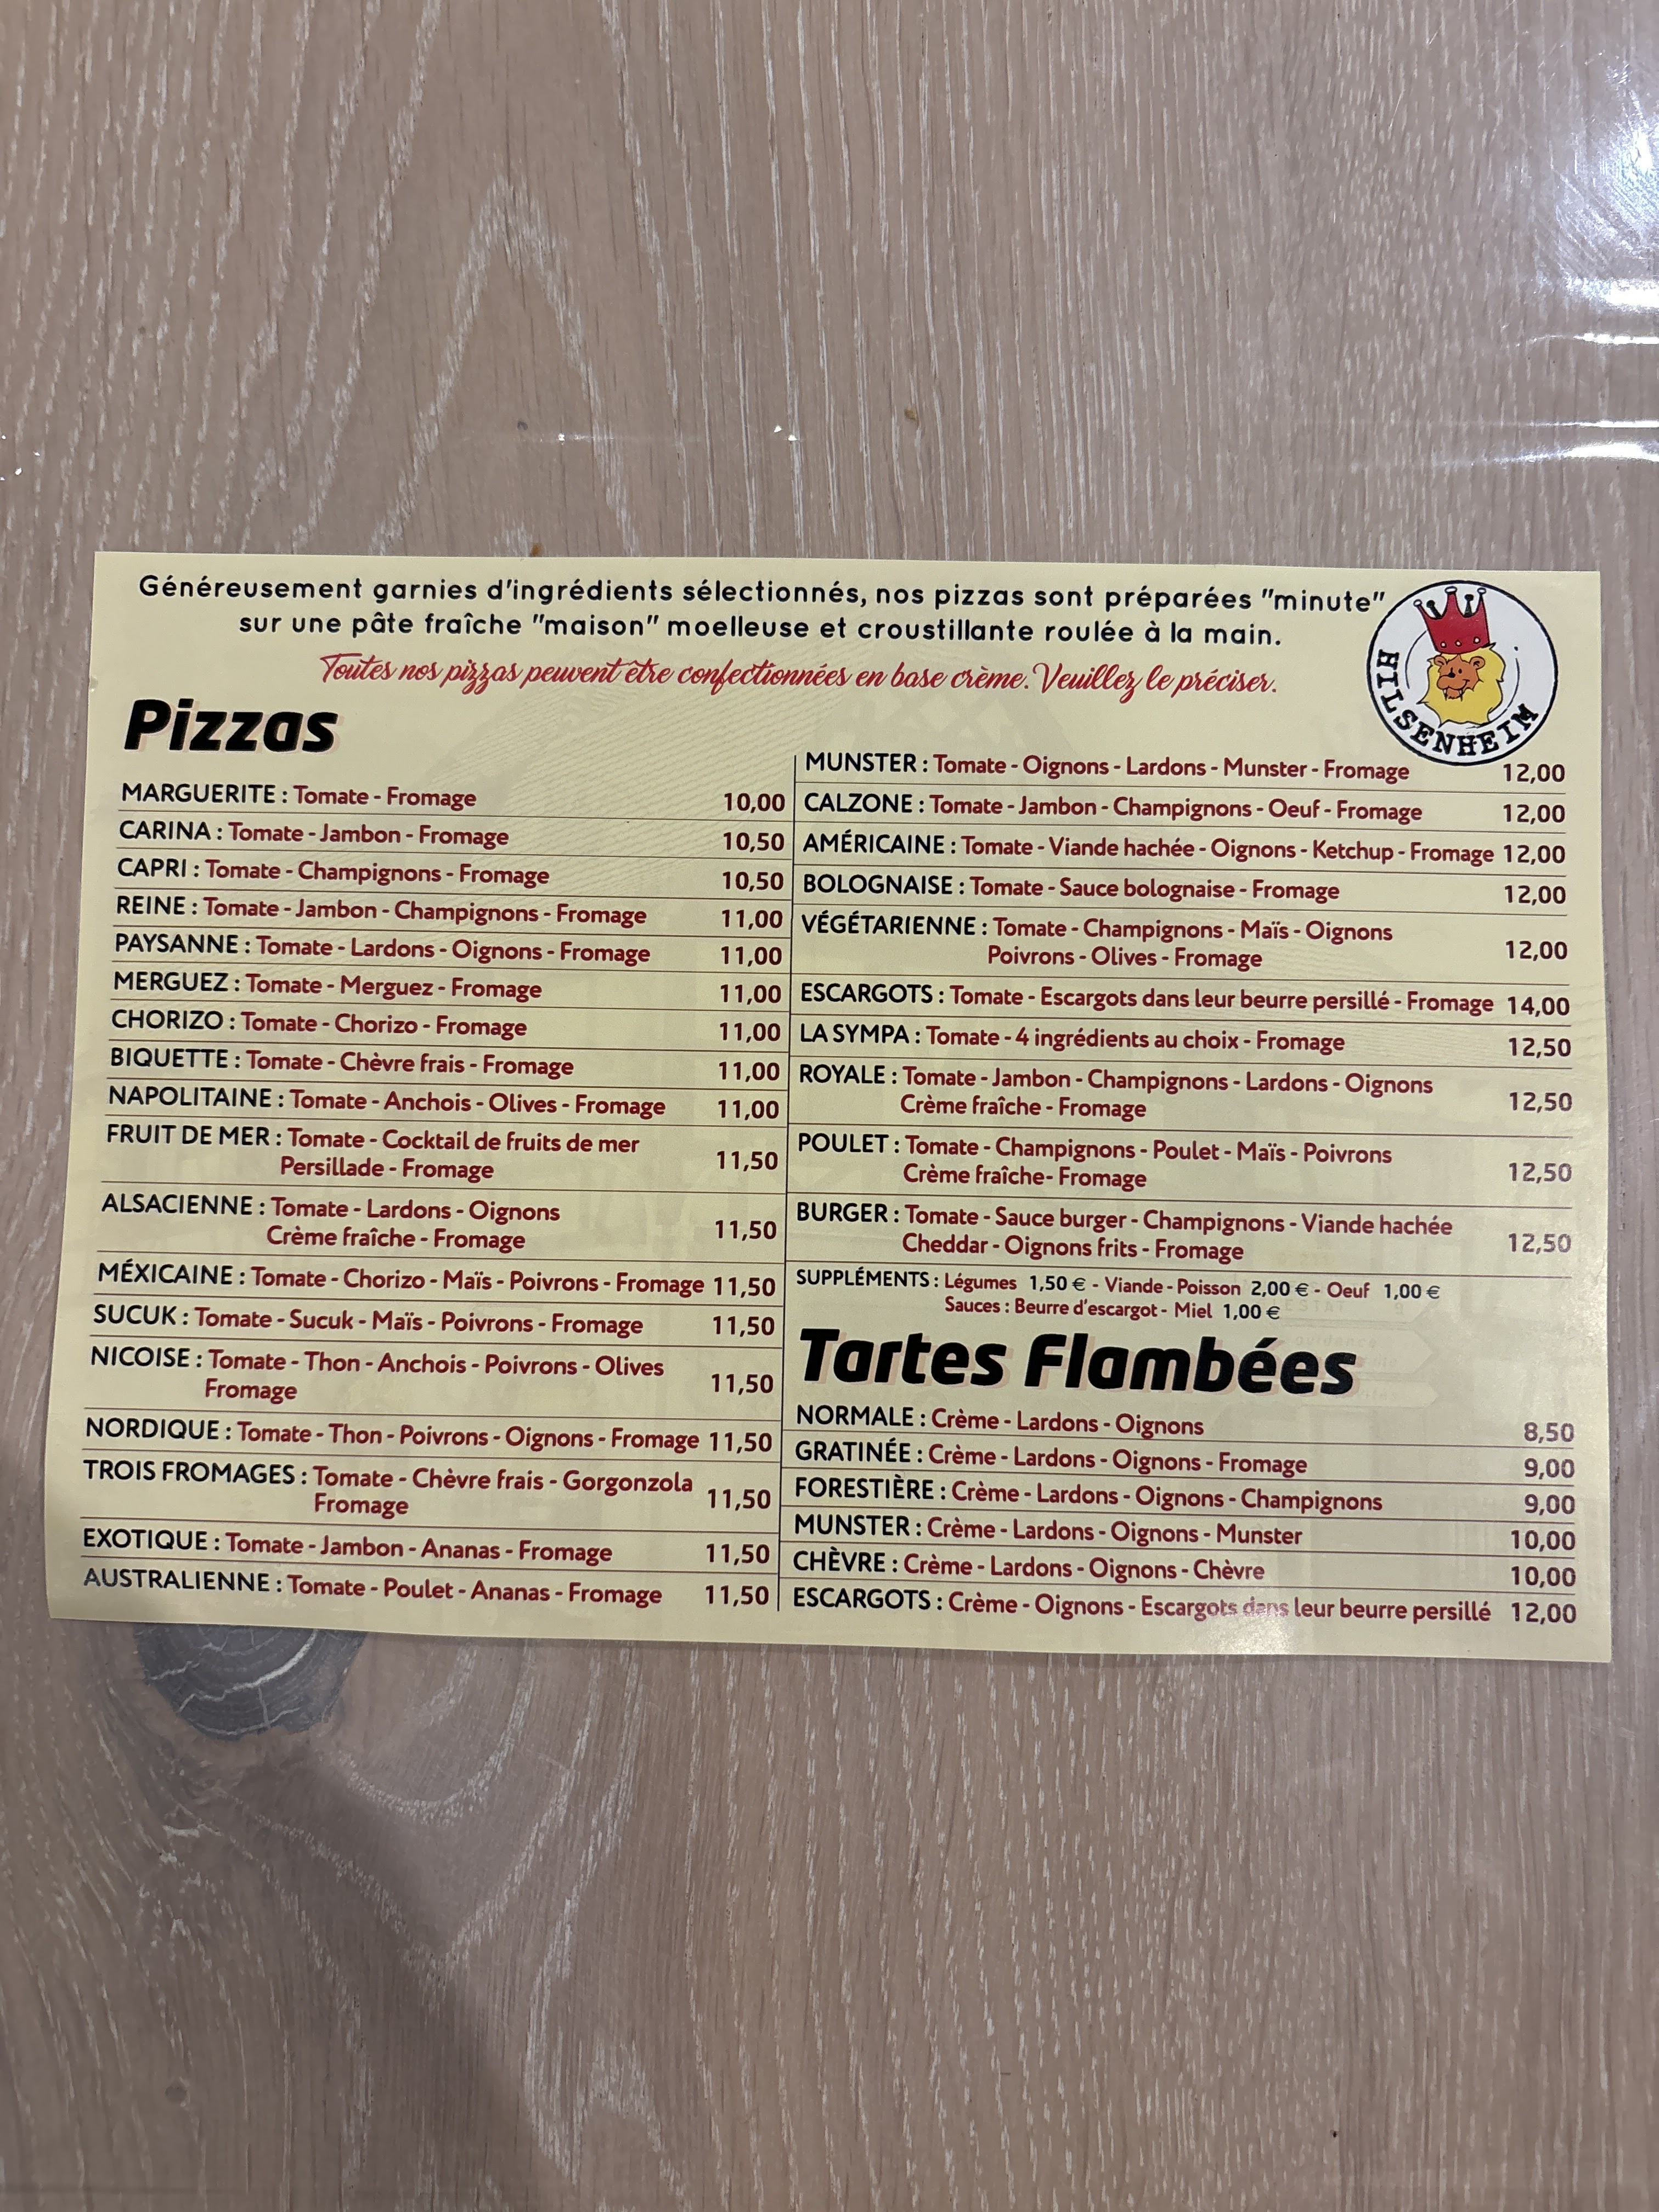 Généreusement garnies d'ingrédients sélectionnés, nos pizzas sont préparées "minute"
sur une pâte fraîche "maison" moelleuse et croustillante roulée à la main.
Toutes nos pizzas peuvent être confectionnées en base crème. Veuillez le préciser.
HILSENHEIM
Pizzas
MARGUERITE : Tomate - Fromage 10,00
CARINA : Tomate - Jambon - Fromage 10,50
CAPRI : Tomate - Champignons - Fromage 10,50
REINE : Tomate - Jambon - Champignons - Fromage 11,00
PAYSANNE : Tomate - Lardons - Oignons - Fromage 11,00
MERGUEZ : Tomate - Merguez - Fromage 11,00
CHORIZO : Tomate - Chorizo - Fromage 11,00
BIQUETTE : Tomate - Chèvre frais - Fromage 11,00
NAPOLITAINE : Tomate - Anchois - Olives - Fromage 11,00
FRUIT DE MER : Tomate - Cocktail de fruits de mer
Persillade - Fromage 11,50
ALSACIENNE : Tomate - Lardons - Oignons
Crème fraîche - Fromage 11,50
MÉXICAINE : Tomate - Chorizo - Maïs - Poivrons - Fromage 11,50
SUCUK : Tomate - Sucuk - Maïs - Poivrons - Fromage 11,50
NICOISE : Tomate - Thon - Anchois - Poivrons - Olives
Fromage 11,50
NORDIQUE : Tomate - Thon - Poivrons - Oignons - Fromage 11,50
TROIS FROMAGES : Tomate - Chèvre frais - Gorgonzola
Fromage 11,50
EXOTIQUE : Tomate - Jambon - Ananas - Fromage 11,50
AUSTRALIENNE : Tomate - Poulet - Ananas - Fromage 11,50
MUNSTER : Tomate - Oignons - Lardons - Munster - Fromage 12,00
CALZONE : Tomate - Jambon - Champignons - Oeuf - Fromage 12,00
AMÉRICAINE : Tomate - Viande hachée - Oignons - Ketchup - Fromage 12,00
BOLOGNAISE : Tomate - Sauce bolognaise - Fromage 12,00
VÉGÉTARIENNE : Tomate - Champignons - Maïs - Oignons
Poivrons - Olives - Fromage 12,00
ESCARGOTS : Tomate - Escargots dans leur beurre persillé - Fromage 14,00
LA SYMPA : Tomate - 4 ingrédients au choix - Fromage 12,50
ROYALE : Tomate - Jambon - Champignons - Lardons - Oignons
Crème fraîche - Fromage 12,50
POULET : Tomate - Champignons - Poulet - Maïs - Poivrons
Crème fraîche- Fromage 12,50
BURGER : Tomate - Sauce burger - Champignons - Viande hachée
Cheddar - Oignons frits - Fromage 12,50
SUPPLÉMENTS : Légumes 1,50 € - Viande - Poisson 2,00 € - Oeuf 1,00 €
Sauces : Beurre d'escargot - Miel 1,00 €
Tartes Flambées
NORMALE : Crème - Lardons - Oignons 8,50
GRATINÉE : Crème - Lardons - Oignons - Fromage 9,00
FORESTIÈRE : Crème - Lardons - Oignons - Champignons 9,00
MUNSTER : Crème - Lardons - Oignons - Munster 10,00
CHÈVRE : Crème - Lardons - Oignons - Chèvre 10,00
ESCARGOTS : Crème - Oignons - Escargots dans leur beurre persillé 12,00